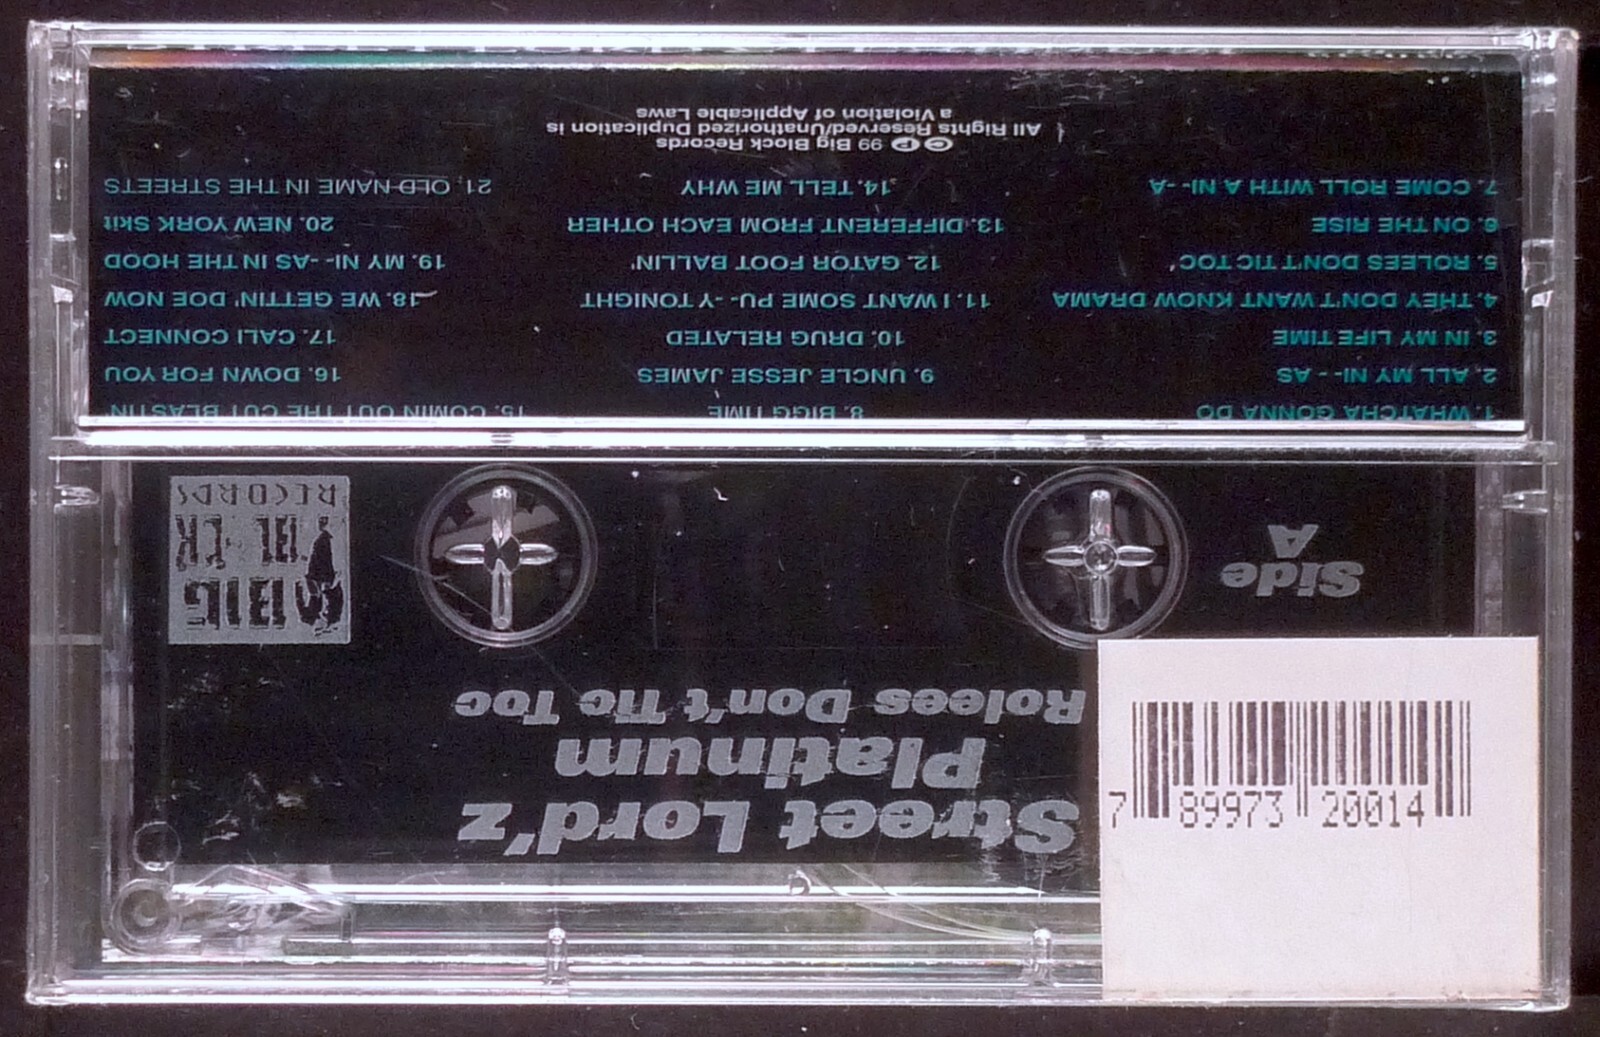 1. WHATCHA GONNA DO
2. ALL MY NI- - AS
3. IN MY LIFE TIME
4. THEY DON'T WANT KNOW DRAMA
5. ROLEES DON'T TIC TOC
6. ON THE RISE
7. COME ROLL WITH A NI- -A
8. BIGG TIME
9. UNCLE JESSE JAMES
10. DRUG RELATED
11. I WANT SOME PU- -Y TONIGHT
12. GATOR FOOT BALLIN'
13. DIFFERENT FROM EACH OTHER
14. TELL ME WHY
15. COMIN OUT THE CUT BLASTIN'
16. DOWN FOR YOU
17. CALI CONNECT
18. WE GETTIN' DOE NOW
19. MY NI- -AS IN THE HOOD
20. NEW YORK Skit
21. OLD NAME IN THE STREETS
© ℗ 99 Big Block Records
All Rights Reserved/Unathorized Duplication is
a Violation of Applicable Laws
Street Lord'z
Platinum
Rolees Don't Tic Toc
Side
A
BIG
RECORDS
7 89973 20014